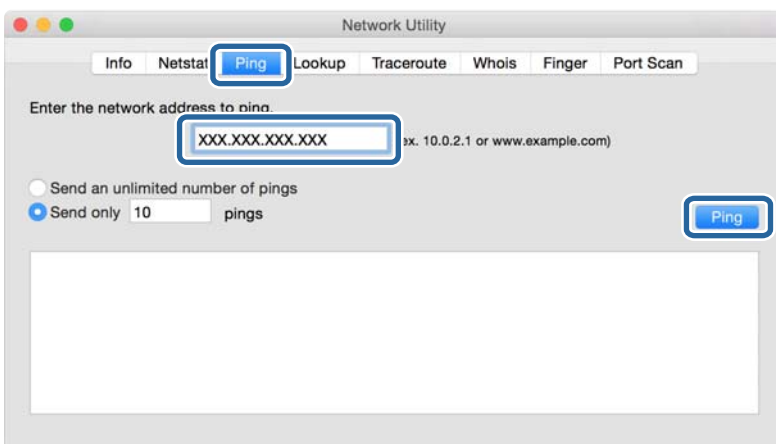 Network Utility
Info Netstat Ping Lookup Traceroute Whois Finger Port Scan
Enter the network address to ping.
XXX.XXX.XXX.XXX ex. 10.0.2.1 or www.example.com)
Send an unlimited number of pings
Send only 10 pings
Ping